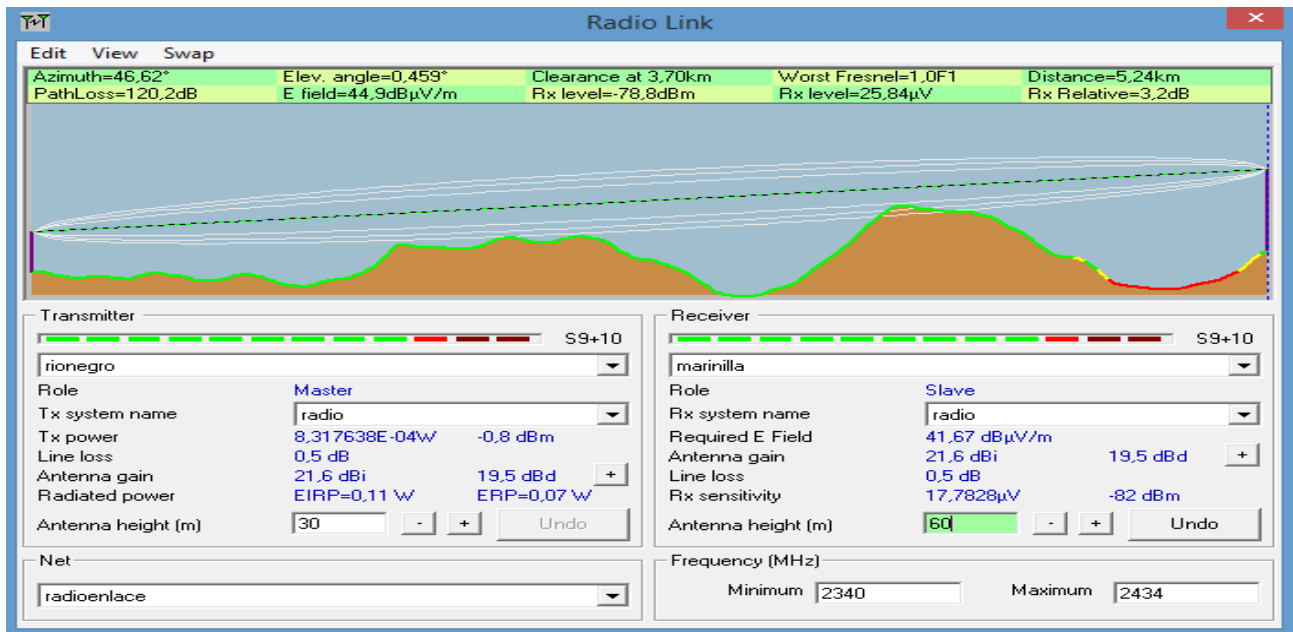 Radio Link
Edit View Swap
Azimuth=46,62° Elev. angle=0,459° Clearance at 3,70km Worst Fresnel=1,0F1 Distance=5,24km
PathLoss=120,2dB E field=44,9dBµV/m Rx level=-78,8dBm Rx level=25,84µV Rx Relative=3,2dB
Transmitter
S9+10
rionegro
Role Master
Tx system name radio
Tx power 8,317638E-04W -0,8 dBm
Line loss 0,5 dB
Antenna gain 21,6 dBi 19,5 dBd +
Radiated power EIRP=0,11 W ERP=0,07 W
Antenna height (m) 30 - + Undo
Net
radioenlace
Receiver
S9+10
marinilla
Role Slave
Rx system name radio
Required E Field 41,67 dBµV/m
Antenna gain 21,6 dBi 19,5 dBd +
Line loss 0,5 dB
Rx sensitivity 17,7828µV -82 dBm
Antenna height (m) 60 - + Undo
Frequency (MHz)
Minimum 2340 Maximum 2434